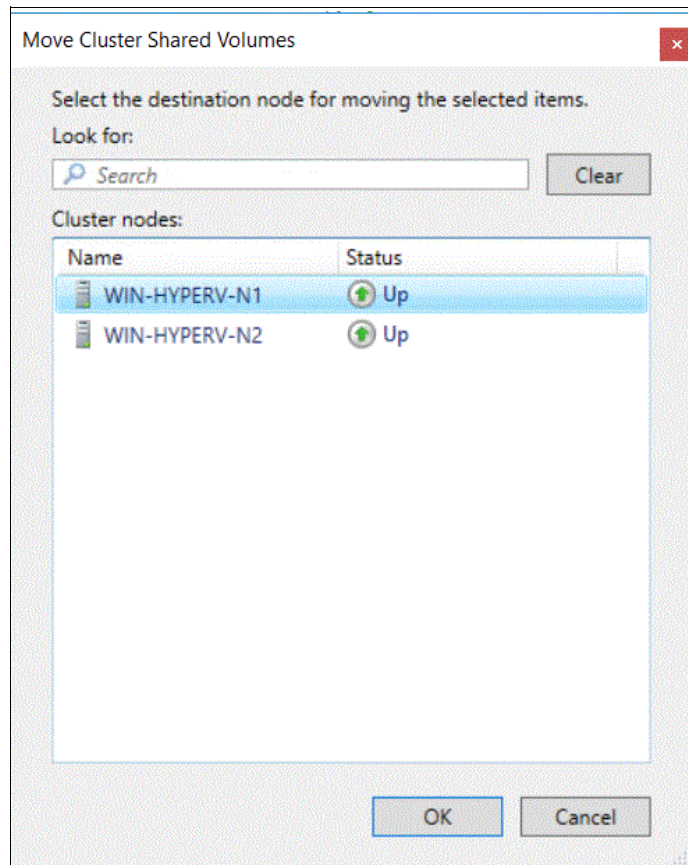 Move Cluster Shared Volumes
Select the destination node for moving the selected items.
Look for:
Search
Clear
Cluster nodes:
Name Status
WIN-HYPERV-N1 Up
WIN-HYPERV-N2 Up
OK Cancel